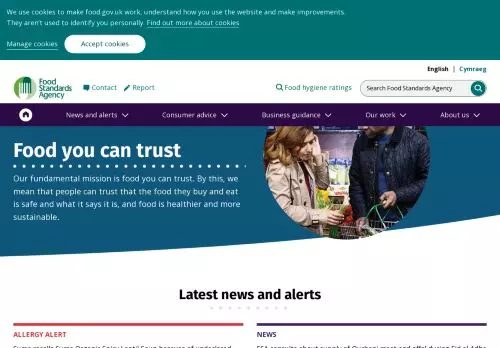 We use cookies to make food.gov.uk work, understand how you use the website and make improvements.
They aren't used to identify you personally. Find out more about cookies
Manage cookies
Accept cookies
English | Cymraeg
Food Standards Agency
Contact
Report
Food hygiene ratings
Search Food Standards Agency
News and alerts
Consumer advice
Business guidance
Our work
About us
Food you can trust
Our fundamental mission is food you can trust. By this, we
mean that people can trust that the food they buy and eat
is safe and what it says it is, and food is healthier and more
sustainable.
Latest news and alerts
ALLERGY ALERT
NEWS